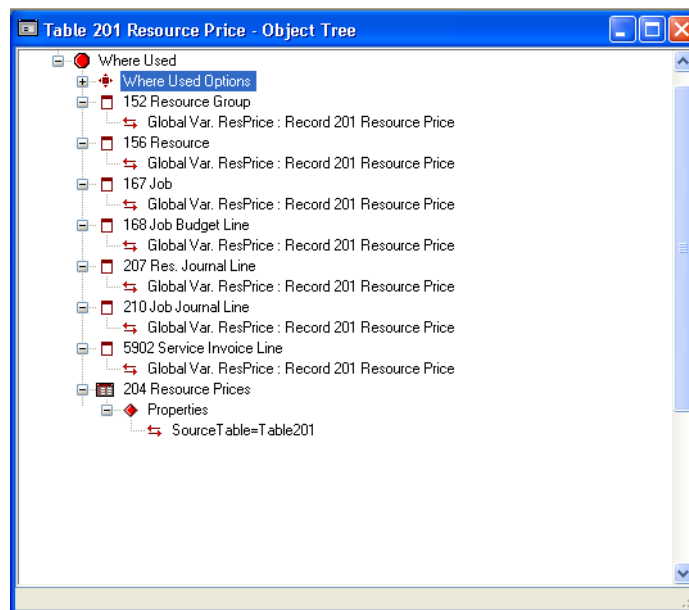 Table 201 Resource Price - Object Tree
Where Used
Where Used Options
152 Resource Group
Global Var. ResPrice : Record 201 Resource Price
156 Resource
Global Var. ResPrice : Record 201 Resource Price
167 Job
Global Var. ResPrice : Record 201 Resource Price
168 Job Budget Line
Global Var. ResPrice : Record 201 Resource Price
207 Res. Journal Line
Global Var. ResPrice : Record 201 Resource Price
210 Job Journal Line
Global Var. ResPrice : Record 201 Resource Price
5902 Service Invoice Line
Global Var. ResPrice : Record 201 Resource Price
204 Resource Prices
Properties
SourceTable=Table201